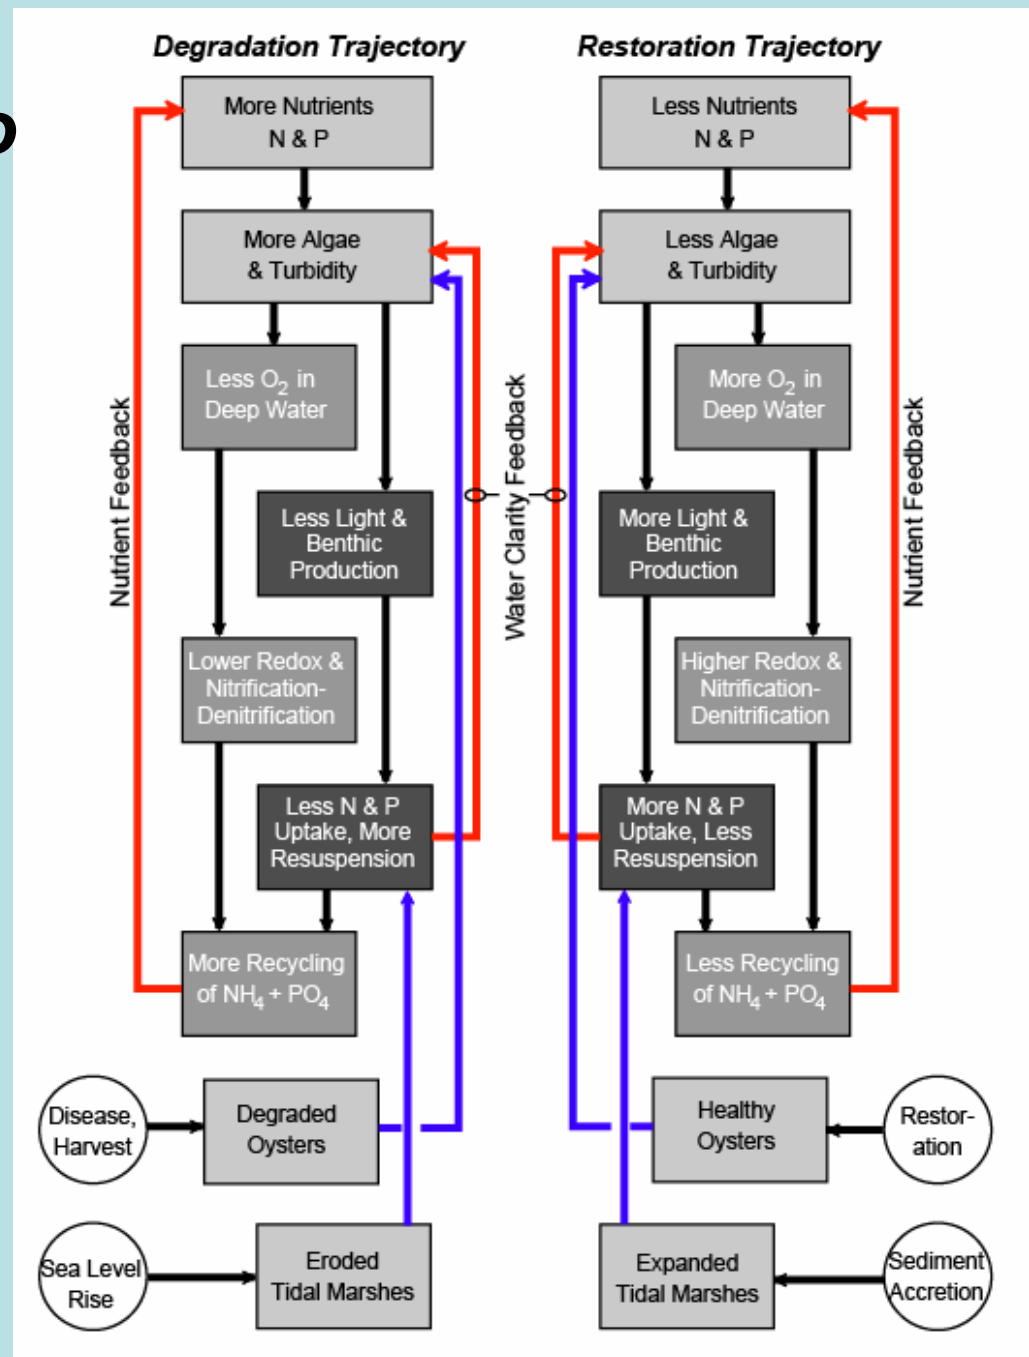 Degradation Trajectory
Restoration Trajectory
More Nutrients
N & P
Less Nutrients
N & P
More Algae
& Turbidity
Less Algae
& Turbidity
Less O2 in
Deep Water
More O2 in
Deep Water
Nutrient Feedback
Water Clarity Feedback
Nutrient Feedback
Less Light &
Benthic
Production
More Light &
Benthic
Production
Lower Redox &
Nitrification-
Denitrification
Higher Redox &
Nitrification-
Denitrification
Less N & P
Uptake, More
Resuspension
More N & P
Uptake, Less
Resuspension
More Recycling
of NH4 + PO4
Less Recycling
of NH4 + PO4
Disease,
Harvest
Degraded
Oysters
Healthy
Oysters
Restor-
ation
Sea Level
Rise
Eroded
Tidal Marshes
Expanded
Tidal Marshes
Sediment
Accretion